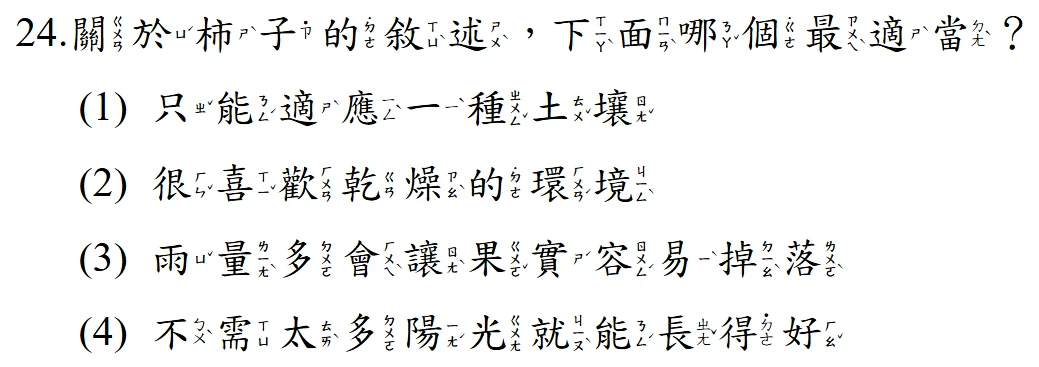 24.關於柿子的敘述，下面哪個最適當？
(1) 只能適應一種土壤
(2) 很喜歡乾燥的環境
(3) 雨量多會讓果實容易掉落
(4) 不需太多陽光就能長得好